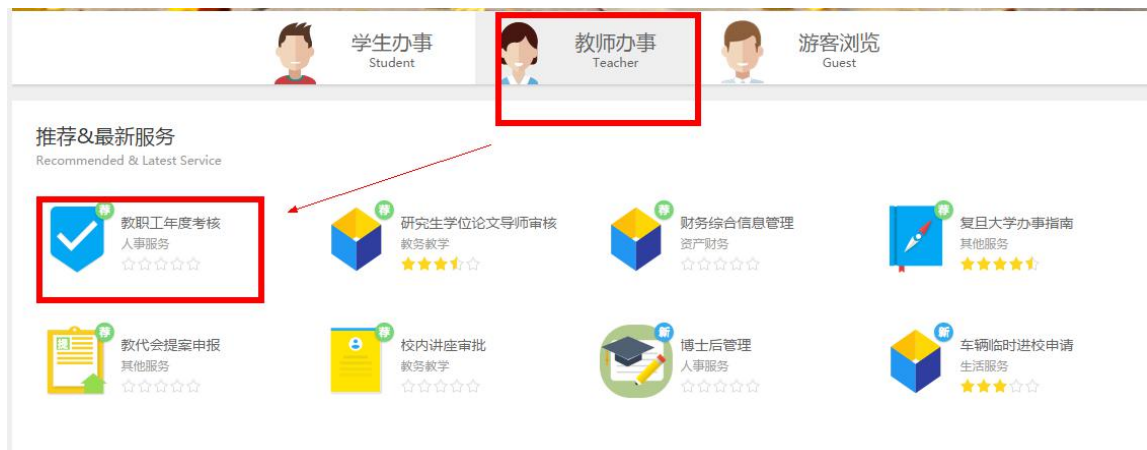 学生办事
Student
教师办事
Teacher
游客浏览
Guest
推荐&最新服务
Recommended & Latest Service
荐
教职工年度考核
人事服务
荐
研究生学位论文导师审核
教务教学
荐
财务综合信息管理
资产财务
荐
复旦大学办事指南
其他服务
提
荐
教代会提案申报
其他服务
荐
校内讲座审批
教务教学
新
博士后管理
人事服务
新
车辆临时进校申请
生活服务